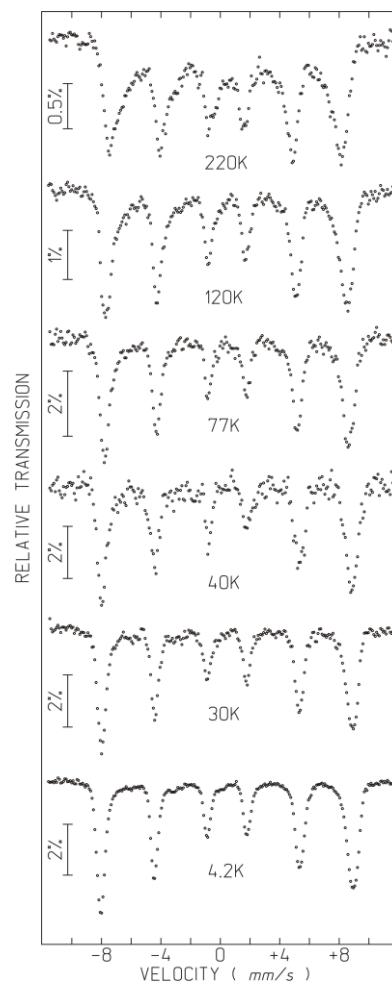 0.5%
220K
1%
120K
2%
77K
2%
40K
2%
30K
2%
4.2K
RELATIVE TRANSMISSION
-8 -4 0 +4 +8
VELOCITY ( mm/s )